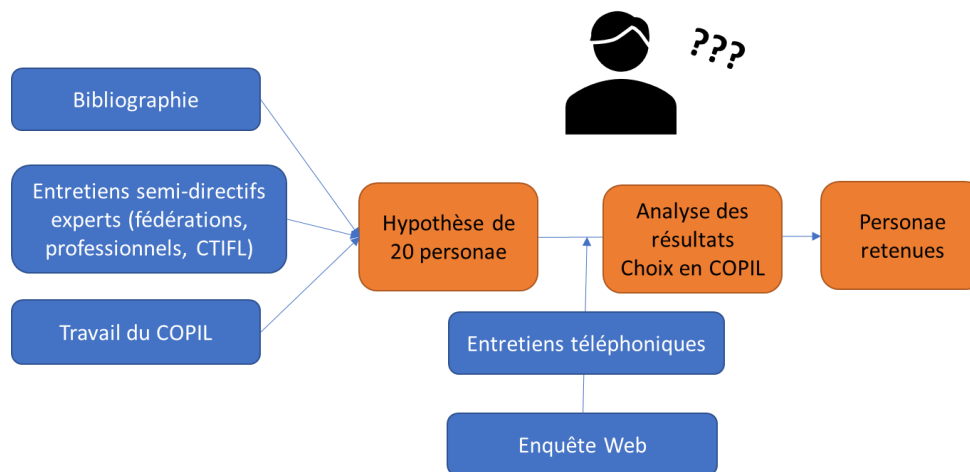 ???
Bibliographie
Entretiens semi-directifs
experts (fédérations,
professionnels, CTIFL)
Travail du COPIL
Hypothèse de
20 personae
Analyse des
résultats
Choix en COPIL
Personae
retenues
Entretiens téléphoniques
Enquête Web